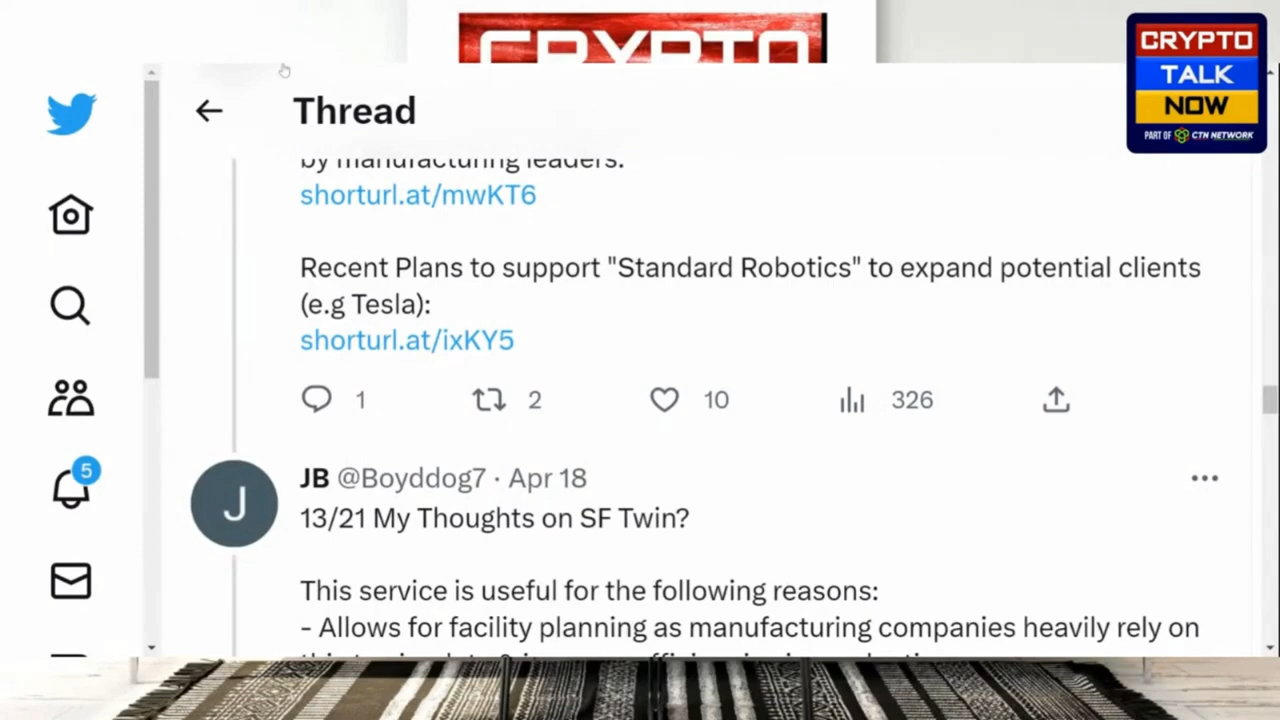 CRYPTO
CRYPTO
TALK
NOW
PART OF CTN NETWORK
Thread
by manufacturing leaders.
shorturl.at/mwKT6
Recent Plans to support "Standard Robotics" to expand potential clients
(e.g Tesla):
shorturl.at/ixKY5
1 2 10 326
5
J
JB @Boyddog7 · Apr 18
13/21 My Thoughts on SF Twin?
This service is useful for the following reasons:
- Allows for facility planning as manufacturing companies heavily rely on